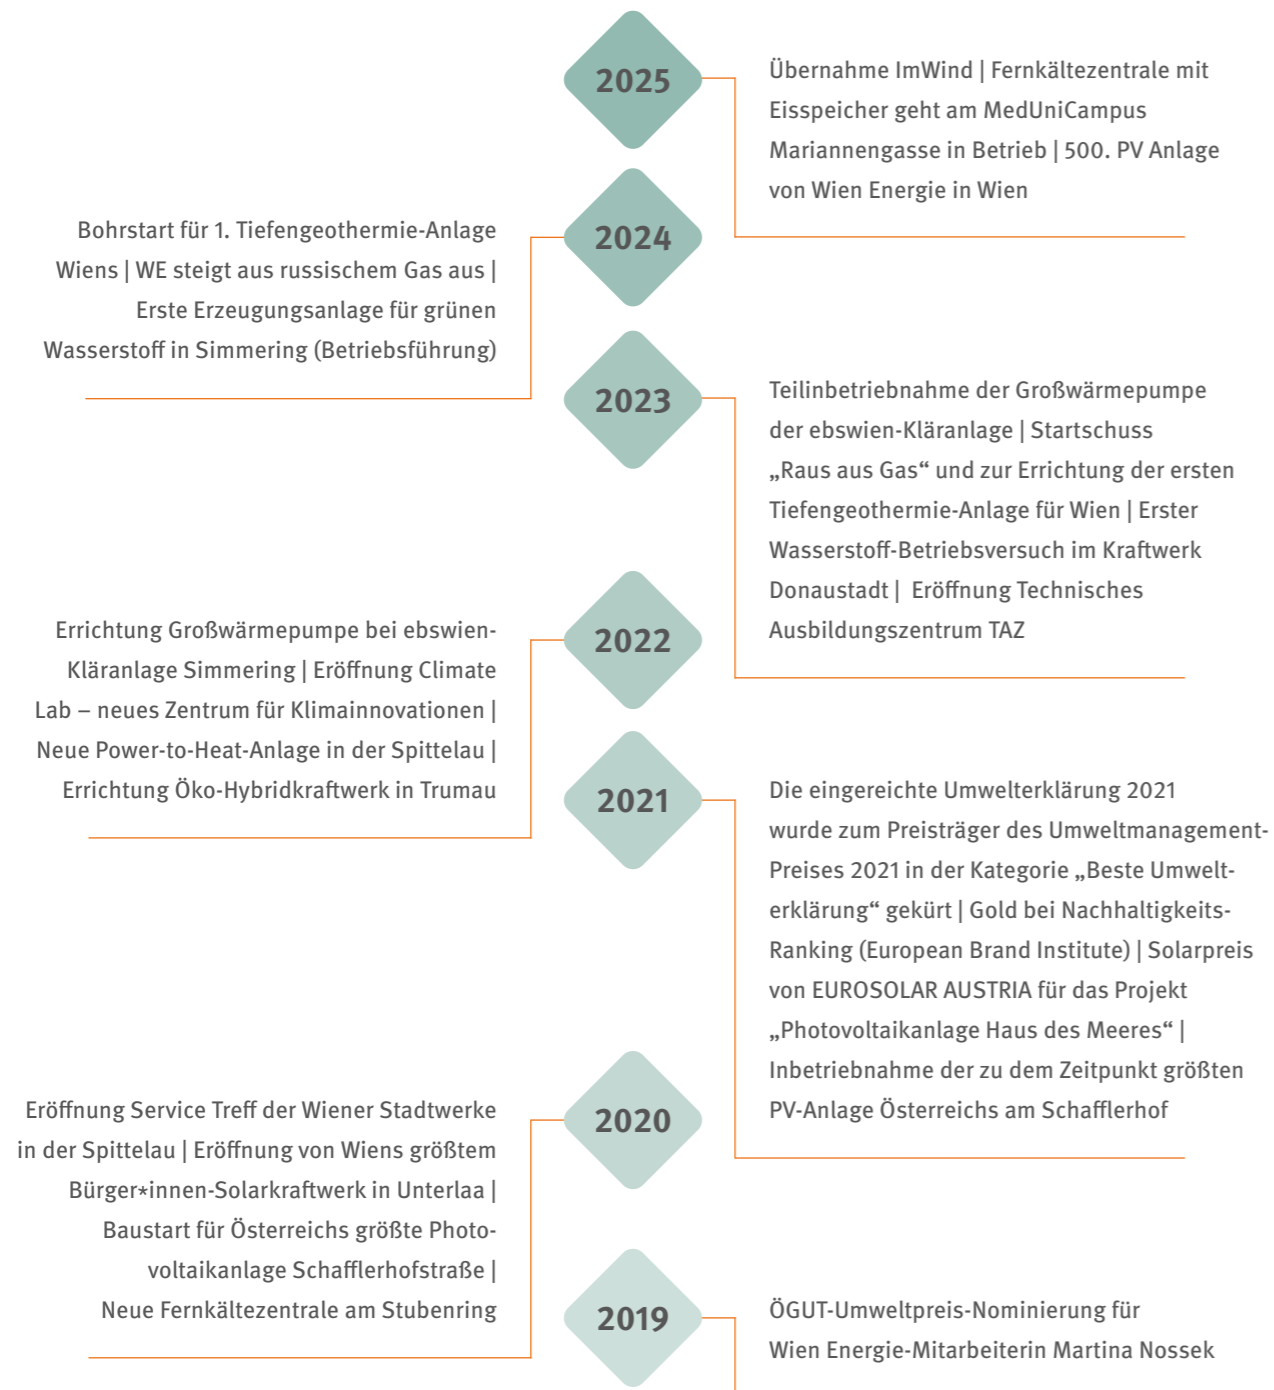 2025
Übernahme ImWind | Fernkältezentrale mit
Eisspeicher geht am MedUniCampus
Mariannengasse in Betrieb | 500. PV Anlage
von Wien Energie in Wien
2024
Bohrstart für 1. Tiefengeothermie-Anlage
Wiens | WE steigt aus russischem Gas aus |
Erste Erzeugungsanlage für grünen
Wasserstoff in Simmering (Betriebsführung)
2023
Teilinbetriebnahme der Großwärmepumpe
der ebswien-Kläranlage | Startschuss
„Raus aus Gas“ und zur Errichtung der ersten
Tiefengeothermie-Anlage für Wien | Erster
Wasserstoff-Betriebsversuch im Kraftwerk
Donaustadt | Eröffnung Technisches
Ausbildungszentrum TAZ
2022
Errichtung Großwärmepumpe bei ebswien-
Kläranlage Simmering | Eröffnung Climate
Lab – neues Zentrum für Klimainnovationen |
Neue Power-to-Heat-Anlage in der Spittelau |
Errichtung Öko-Hybridkraftwerk in Trumau
2021
Die eingereichte Umwelterklärung 2021
wurde zum Preisträger des Umweltmanagement-
Preises 2021 in der Kategorie „Beste Umwelt-
erklärung“ gekürt | Gold bei Nachhaltigkeits-
Ranking (European Brand Institute) | Solarpreis
von EUROSOLAR AUSTRIA für das Projekt
„Photovoltaikanlage Haus des Meeres“ |
Inbetriebnahme der zu dem Zeitpunkt größten
PV-Anlage Österreichs am Schafflerhof
2020
Eröffnung Service Treff der Wiener Stadtwerke
in der Spittelau | Eröffnung von Wiens größtem
Bürger*innen-Solarkraftwerk in Unterlaa |
Baustart für Österreichs größte Photo-
voltaikanlage Schafflerhofstraße |
Neue Fernkältezentrale am Stubenring
2019
ÖGUT-Umweltpreis-Nominierung für
Wien Energie-Mitarbeiterin Martina Nossek